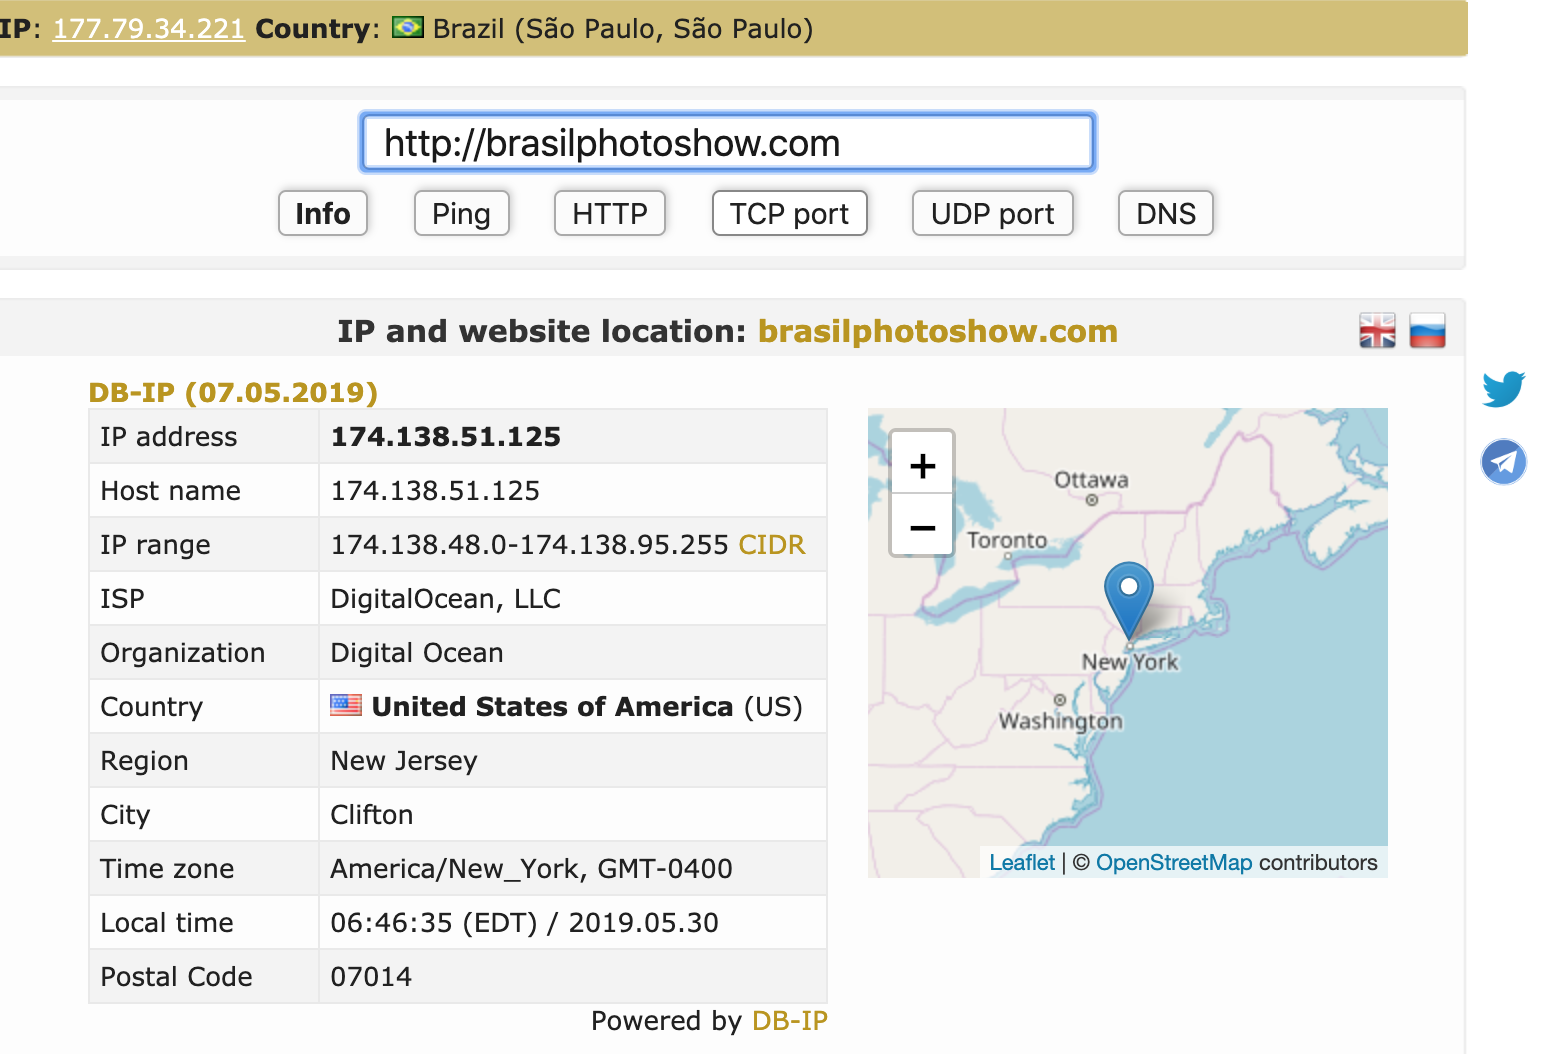 IP: 177.79.34.221 Country: Brazil (São Paulo, São Paulo)
http://brasilphotoshow.com
Info Ping HTTP TCP port UDP port DNS
IP and website location: brasilphotoshow.com
DB-IP (07.05.2019)
IP address 174.138.51.125
Host name 174.138.51.125
IP range 174.138.48.0-174.138.95.255 CIDR
ISP DigitalOcean, LLC
Organization Digital Ocean
Country United States of America (US)
Region New Jersey
City Clifton
Time zone America/New_York, GMT-0400
Local time 06:46:35 (EDT) / 2019.05.30
Postal Code 07014
Powered by DB-IP
+
−
Ottawa
Toronto
New York
Washington
Leaflet | © OpenStreetMap contributors